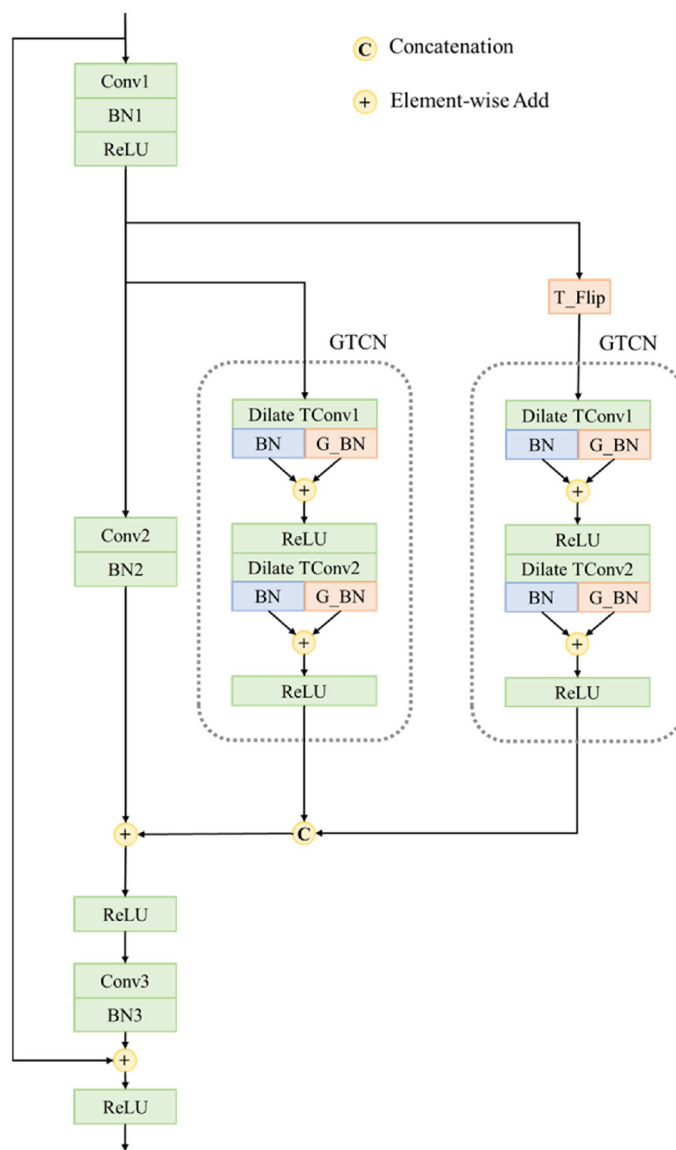 C Concatenation
+ Element-wise Add
Conv1
BN1
ReLU
T_Flip
GTCN
GTCN
Dilate TConv1
BN G_BN
+
ReLU
Dilate TConv2
BN G_BN
+
ReLU
Dilate TConv1
BN G_BN
+
ReLU
Dilate TConv2
BN G_BN
+
ReLU
Conv2
BN2
+
C
ReLU
Conv3
BN3
+
ReLU